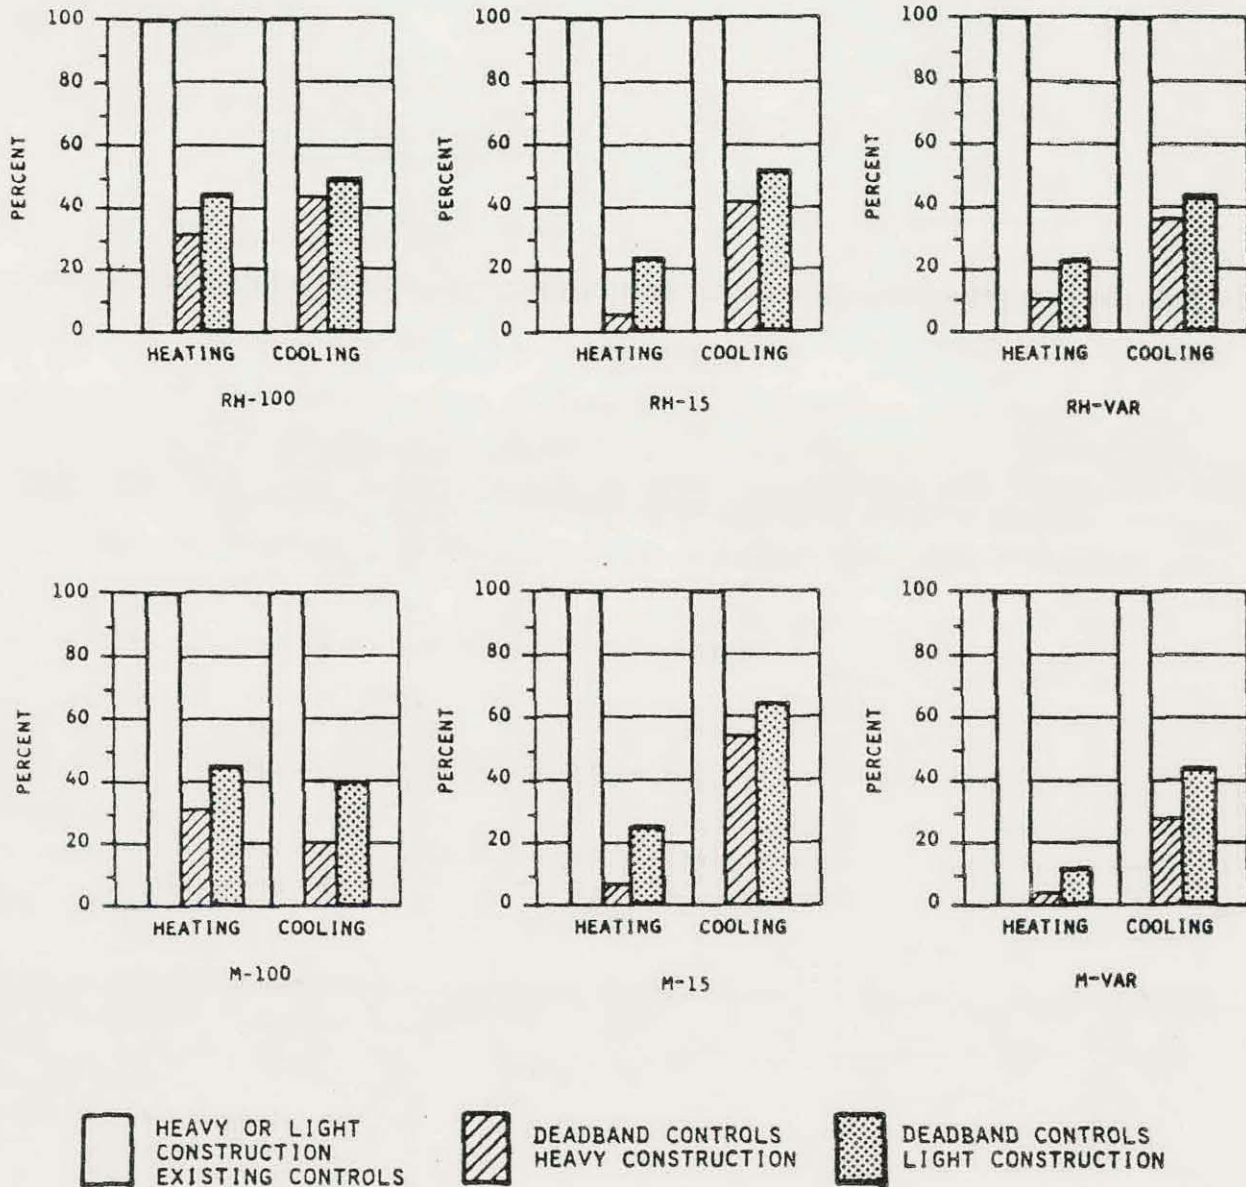 100
80
60
40
20
0
PERCENT
HEATING COOLING
RH-100
100
80
60
40
20
0
PERCENT
HEATING COOLING
RH-15
100
80
60
40
20
0
PERCENT
HEATING COOLING
RH-VAR
100
80
60
40
20
0
PERCENT
HEATING COOLING
M-100
100
80
60
40
20
0
PERCENT
HEATING COOLING
M-15
100
80
60
40
20
0
PERCENT
HEATING COOLING
M-VAR
HEAVY OR LIGHT
CONSTRUCTION
EXISTING CONTROLS
DEADBAND CONTROLS
HEAVY CONSTRUCTION
DEADBAND CONTROLS
LIGHT CONSTRUCTION